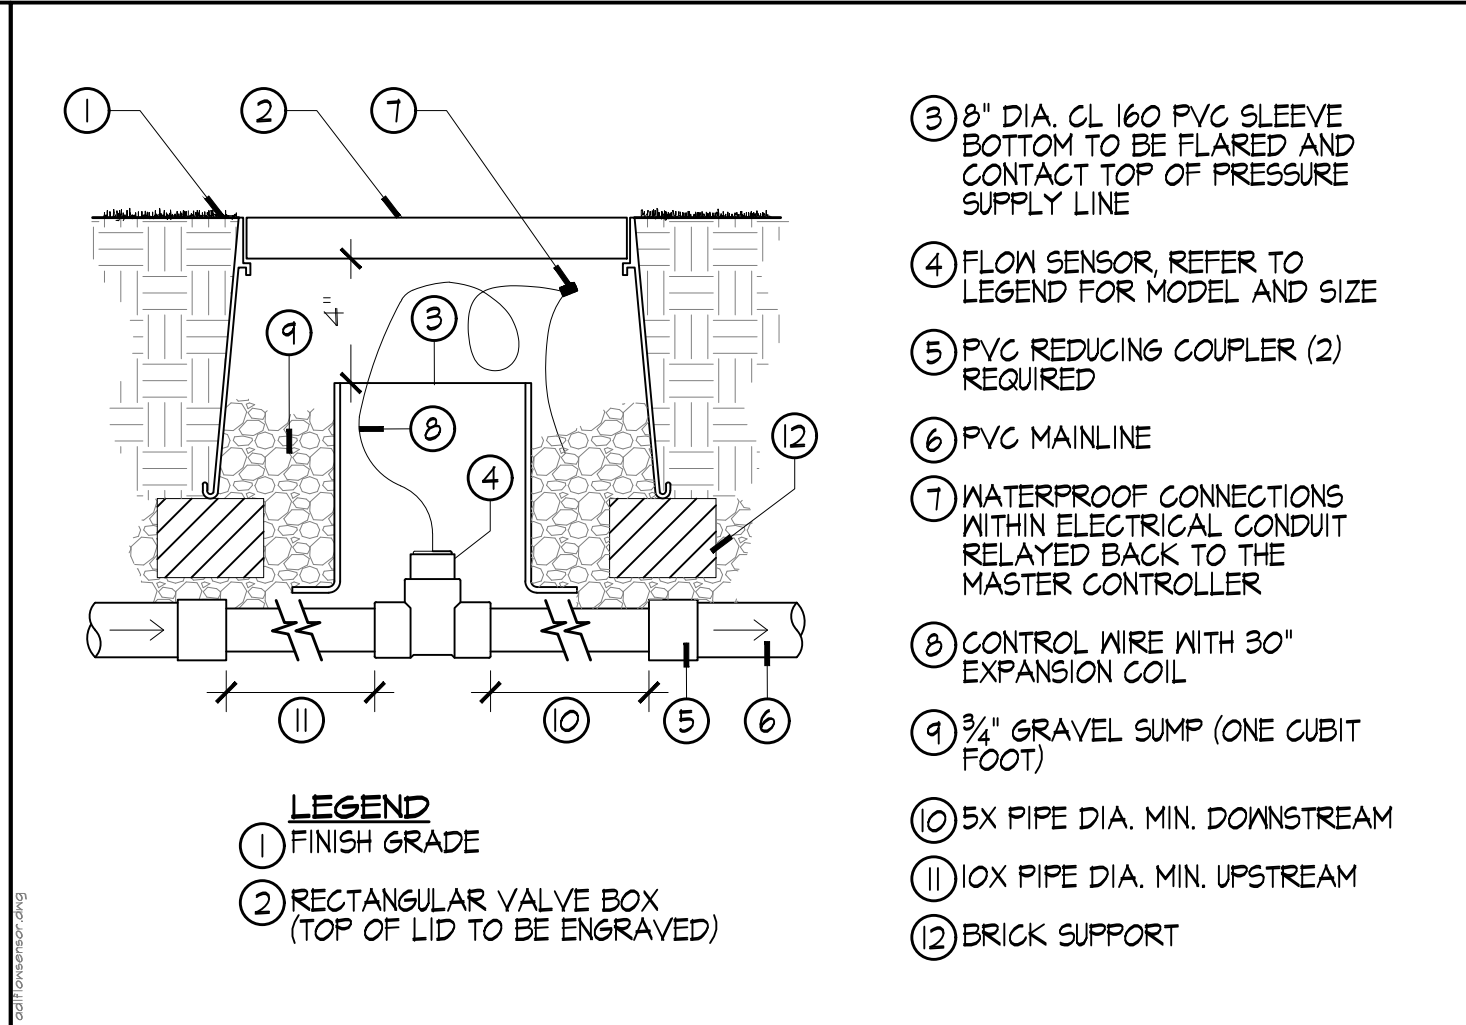 1
2
7
4"
9
3
8
12
4
11
10
5
6
LEGEND
1 FINISH GRADE
2 RECTANGULAR VALVE BOX
(TOP OF LID TO BE ENGRAVED)
3 8" DIA. CL 160 PVC SLEEVE
BOTTOM TO BE FLARED AND
CONTACT TOP OF PRESSURE
SUPPLY LINE
4 FLOW SENSOR, REFER TO
LEGEND FOR MODEL AND SIZE
5 PVC REDUCING COUPLER (2)
REQUIRED
6 PVC MAINLINE
7 WATERPROOF CONNECTIONS
WITHIN ELECTRICAL CONDUIT
RELAYED BACK TO THE
MASTER CONTROLLER
8 CONTROL WIRE WITH 30"
EXPANSION COIL
9 3/4" GRAVEL SUMP (ONE CUBIT
FOOT)
10 5X PIPE DIA. MIN. DOWNSTREAM
11 10X PIPE DIA. MIN. UPSTREAM
12 BRICK SUPPORT
adlflowsensor.dwg